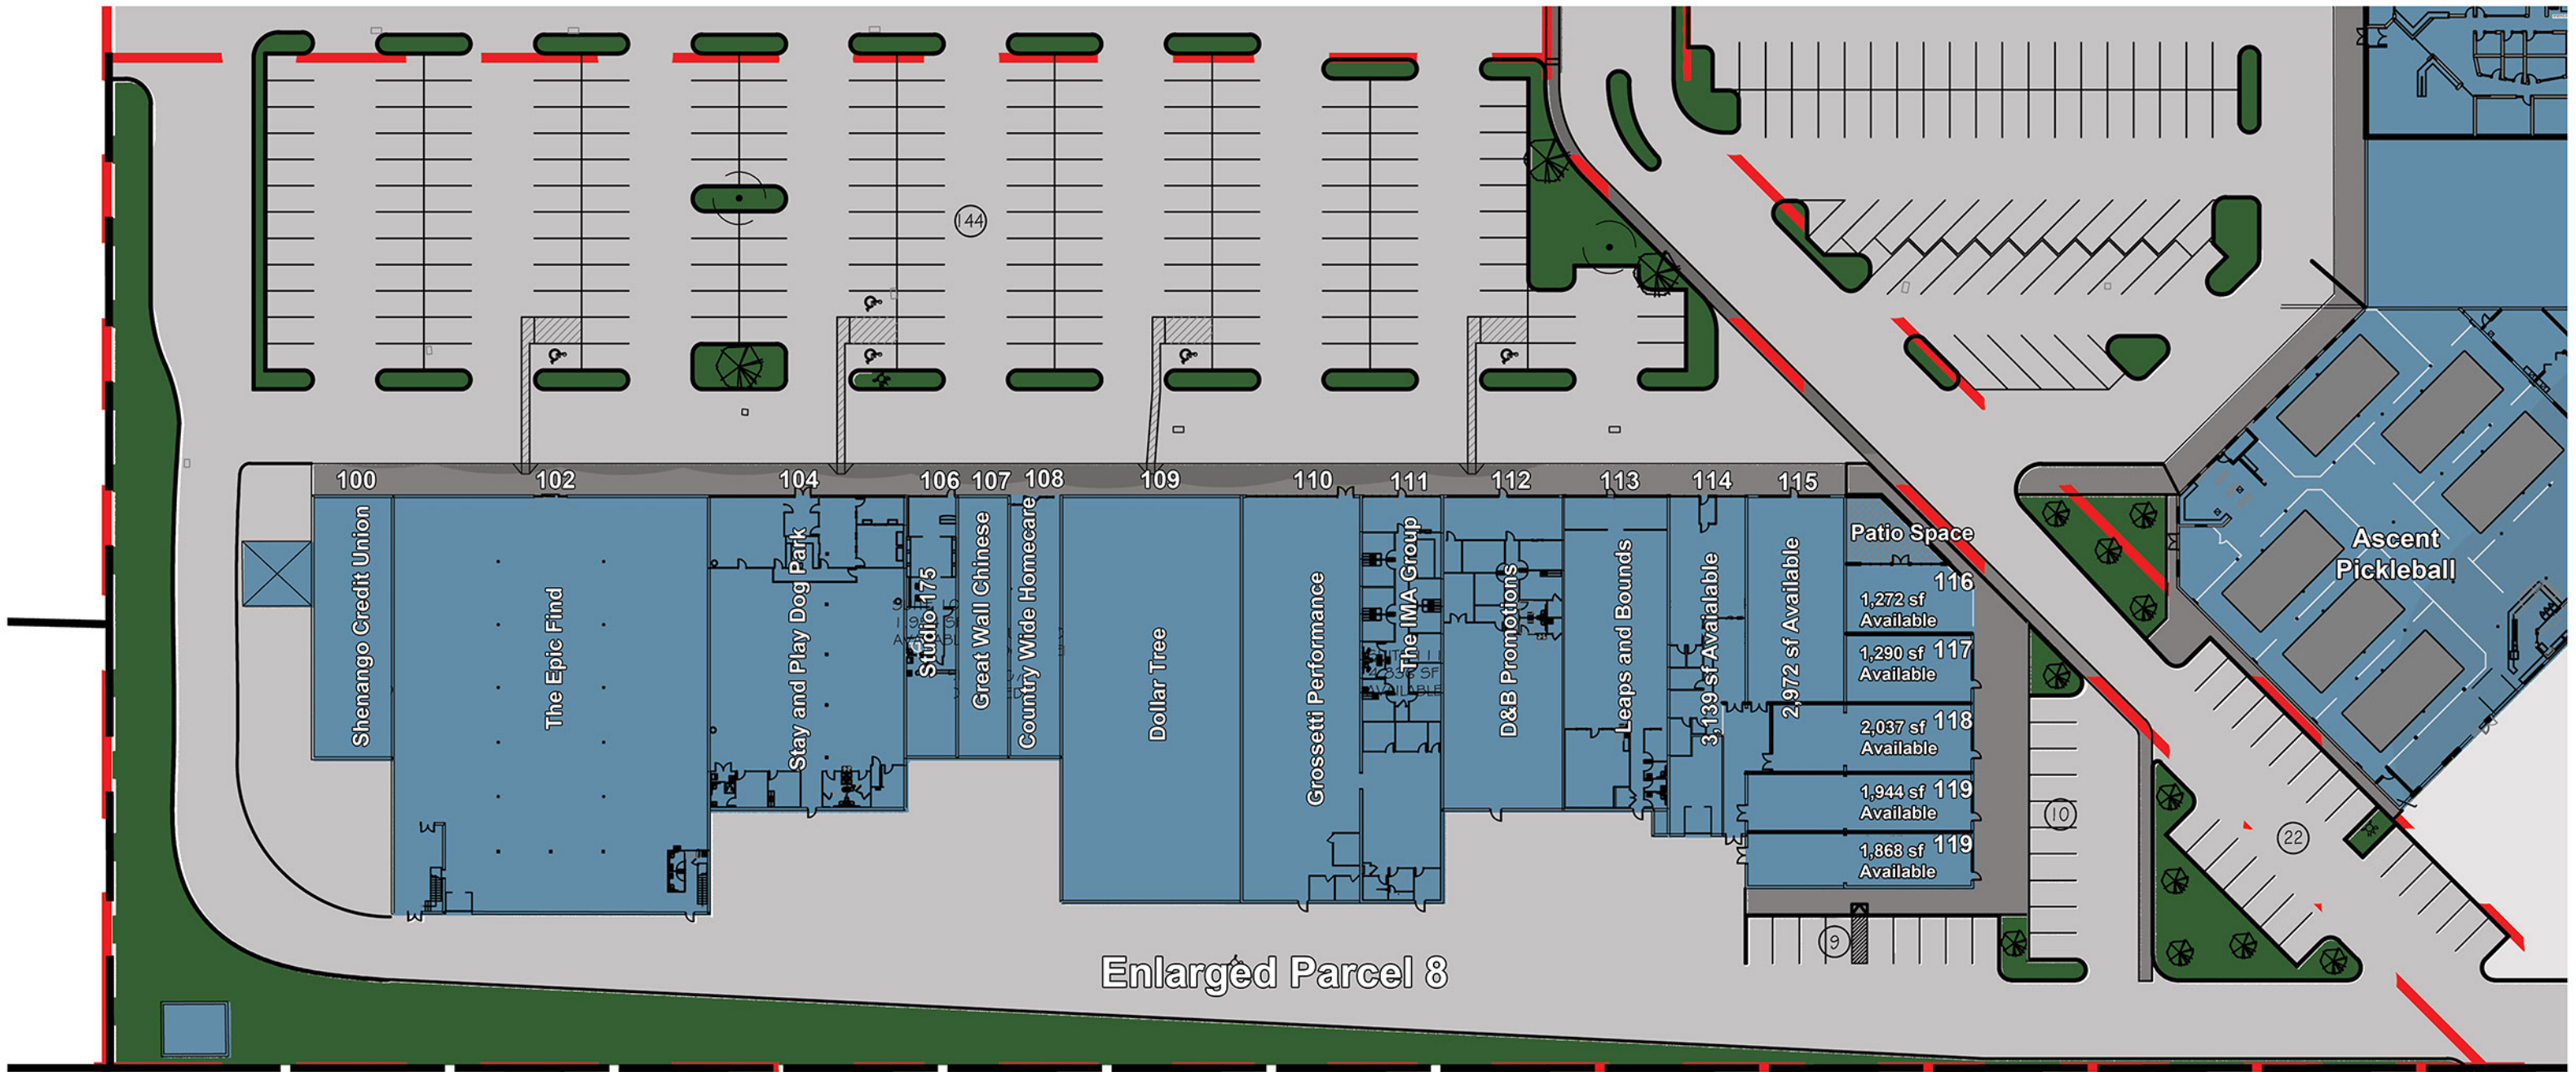 144
100
102
104
106
107
108
109
110
111
112
113
114
115
Shenango Credit Union
The Epic Find
Stay and Play Dog Park
Studio 175
Great Wall Chinese
Country Wide Homecare
Dollar Tree
Grossetti Performance
The IMA Group
D&B Promotions
Leaps and Bounds
3,139 sf Avaialable
2,972 sf Available
Patio Space
116
1,272 sf
Available
1,290 sf 117
Available
118
2,037 sf
Available
1,944 sf 119
Available
119
1,868 sf
Available
Ascent
Pickleball
10
22
9
Enlarged Parcel 8